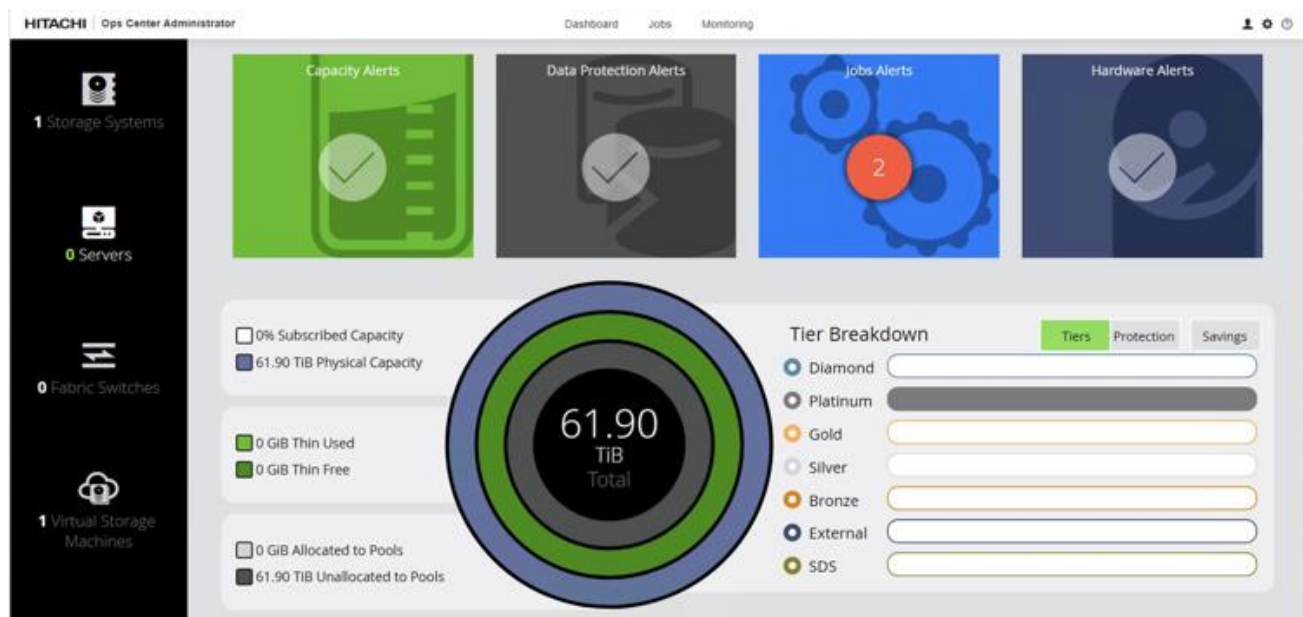 HITACHI Ops Center Administrator
Dashboard Jobs Monitoring
1 Storage Systems
0 Servers
0 Fabric Switches
1 Virtual Storage
Machines
Capacity Alerts
Data Protection Alerts
Jobs Alerts
2
Hardware Alerts
0% Subscribed Capacity
61.90 TiB Physical Capacity
0 GiB Thin Used
0 GiB Thin Free
0 GiB Allocated to Pools
61.90 TiB Unallocated to Pools
61.90
TiB
Total
Tier Breakdown
Tiers Protection Savings
Diamond
Platinum
Gold
Silver
Bronze
External
SDS